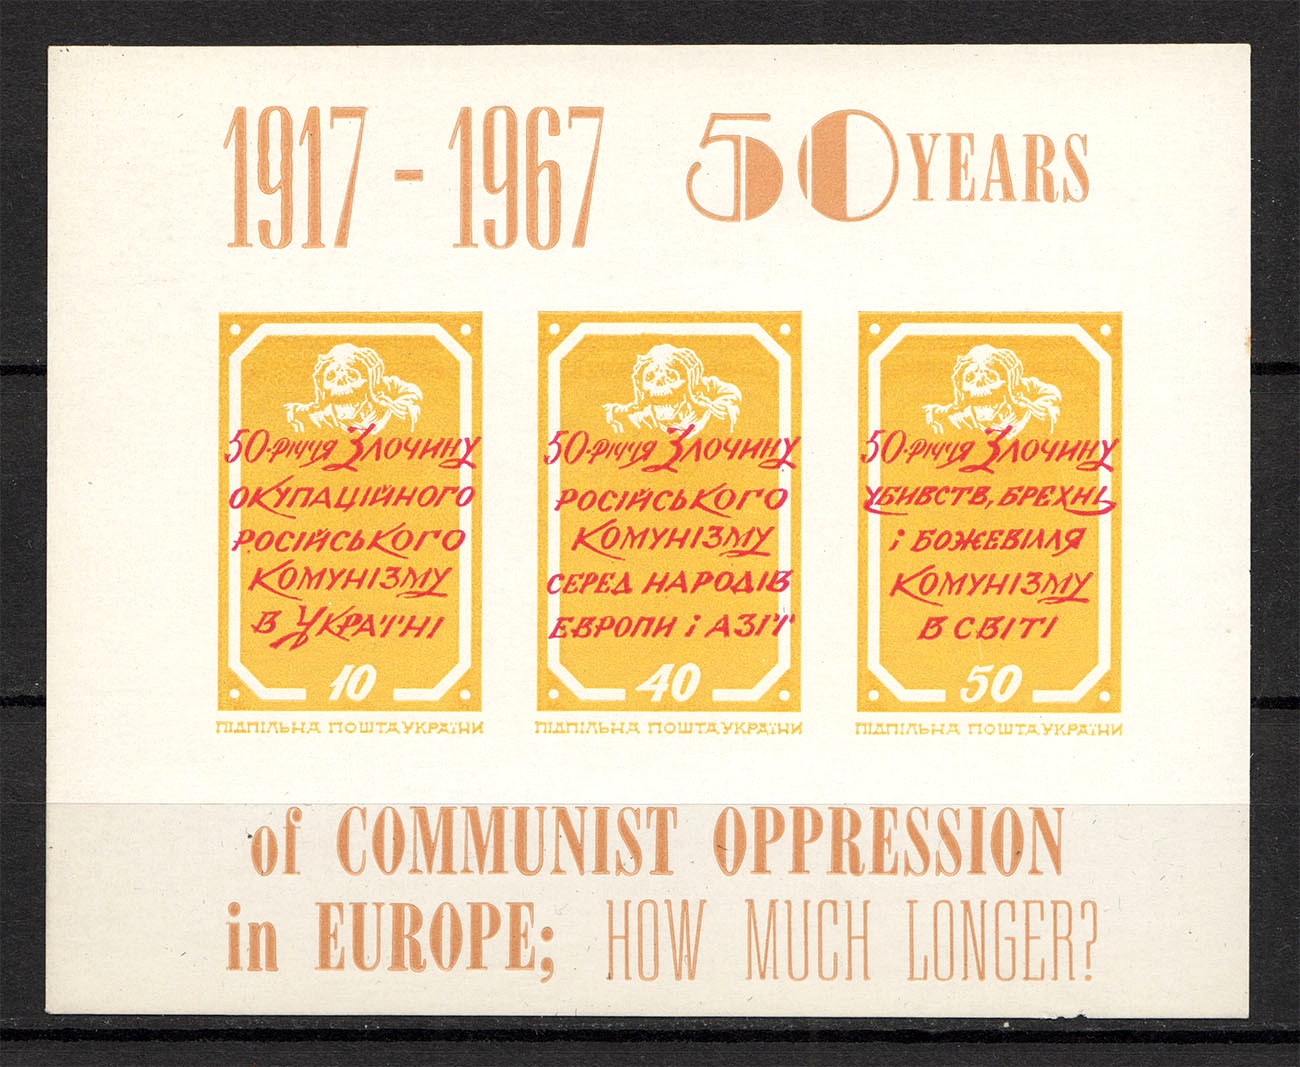 1917 - 1967 50 YEARS
50-річчя Злочину
окупаційного
російського
комунізму
в Україні
10
ПІДПІЛЬНА ПОШТА УКРАЇНИ
50-річчя Злочину
російського
комунізму
серед народів
Европи і Азії
40
ПІДПІЛЬНА ПОШТА УКРАЇНИ
50-річчя Злочину
убивств, брехні
і божевілля
комунізму
в світі
50
ПІДПІЛЬНА ПОШТА УКРАЇНИ
of COMMUNIST OPPRESSION
in EUROPE; HOW MUCH LONGER?